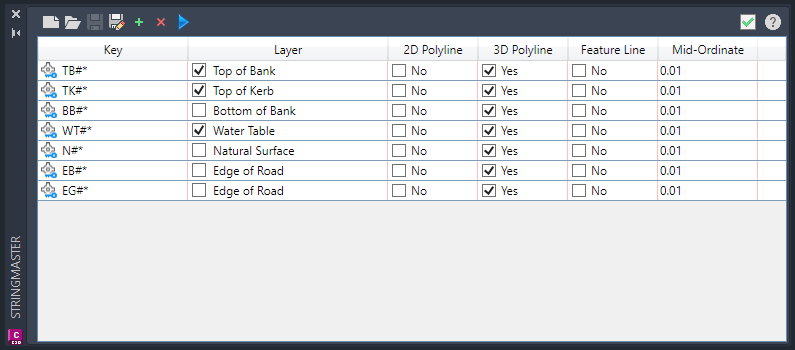 Key Layer 2D Polyline 3D Polyline Feature Line Mid-Ordinate
TB#* Top of Bank No Yes No 0.01
TK#* Top of Kerb No Yes No 0.01
BB#* Bottom of Bank No Yes No 0.01
WT#* Water Table No Yes No 0.01
N#* Natural Surface No Yes No 0.01
EB#* Edge of Road No Yes No 0.01
EG#* Edge of Road No Yes No 0.01
STRINGMASTER
C
C3D